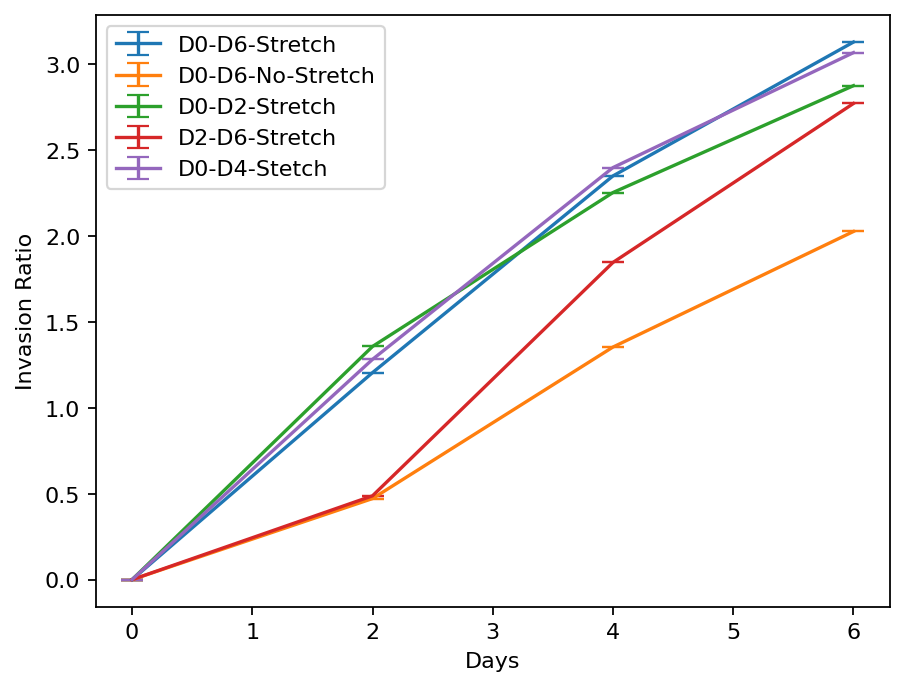 D0-D6-Stretch
D0-D6-No-Stretch
D0-D2-Stretch
D2-D6-Stretch
D0-D4-Stetch
3.0
2.5
2.0
1.5
1.0
0.5
0.0
Invasion Ratio
0 1 2 3 4 5 6
Days